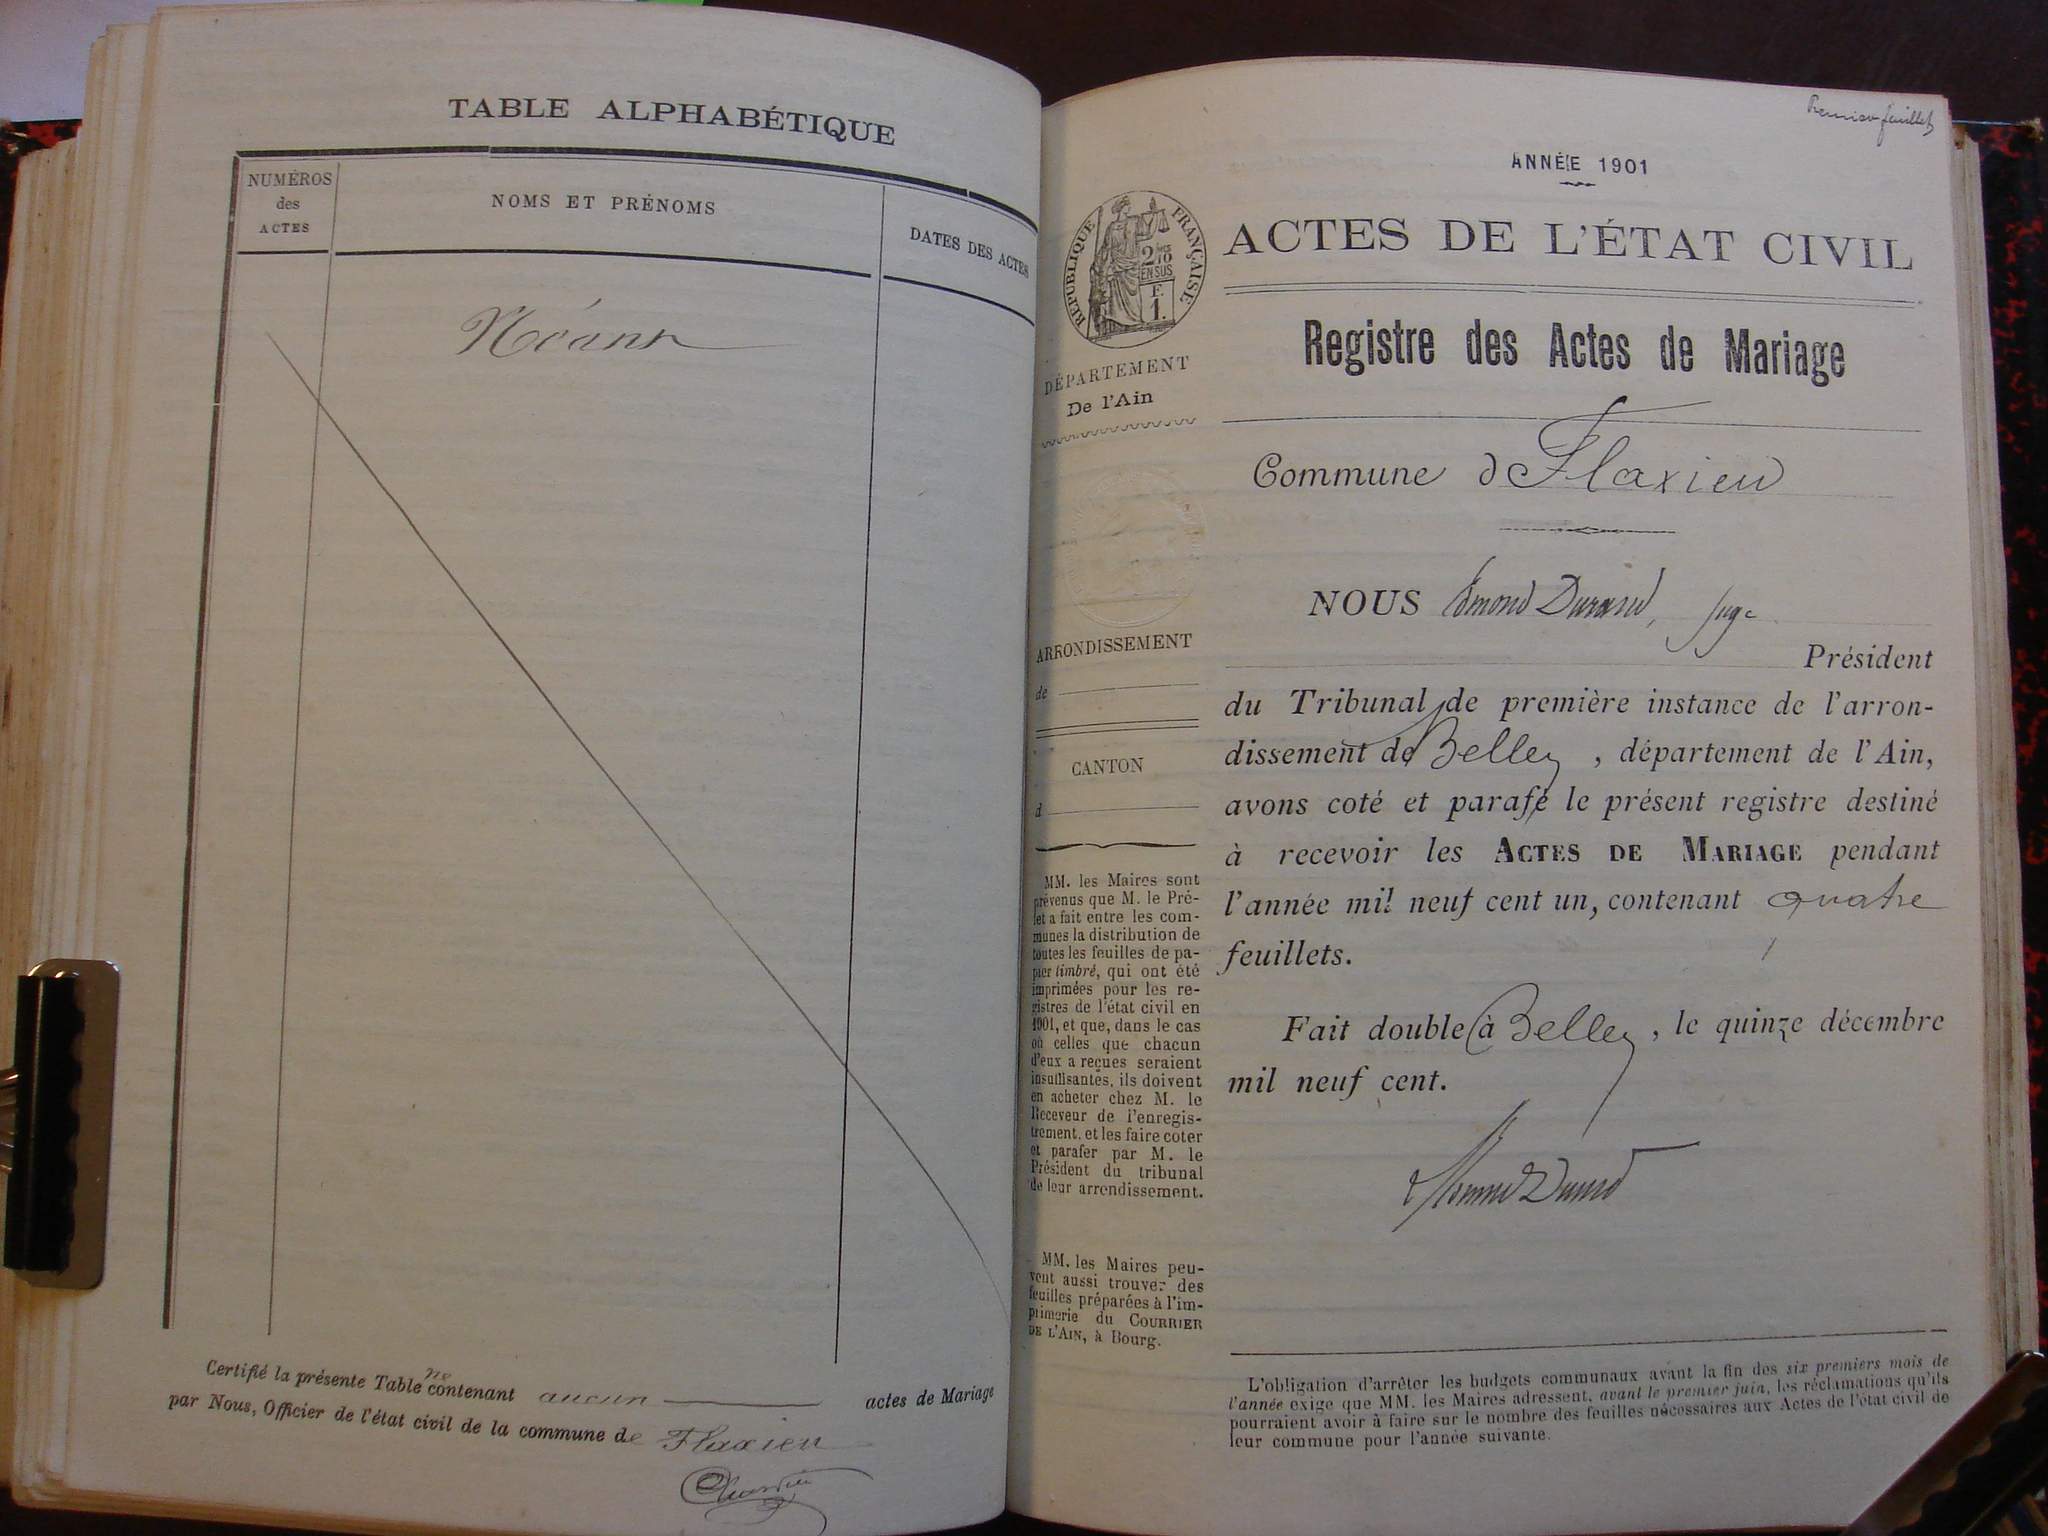 TABLE ALPHABÉTIQUE
NUMÉROS
des
ACTES
NOMS ET PRÉNOMS
DATES DES ACTES
Néant
Certifié la présente Table ne contenant aucun actes de Mariage
par Nous, Officier de l'état civil de la commune de Flaxieu
Premier feuillet
ANNÉE 1901
RÉPUBLIQUE FRANÇAISE
2/10
EN SUS
F.
1.
DÉPARTEMENT
De l'Ain
ARRONDISSEMENT
de
CANTON
d
MM. les Maires sont
prévenus que M. le Pré-
fet a fait entre les com-
munes la distribution de
toutes les feuilles de pa-
pier timbré, qui ont été
imprimées pour les re-
gistres de l'état civil en
1901, et que, dans le cas
où celles que chacun
d'eux a reçues seraient
insuffisantes, ils doivent
en acheter chez M. le
Receveur de l'enregis-
trement, et les faire coter
et parafer par M. le
Président du tribunal
de leur arrondissement.
MM. les Maires peu-
vent aussi trouver des
feuilles préparées à l'im-
primerie du COURRIER
DE L'AIN, à Bourg.
ACTES DE L'ÉTAT CIVIL
Registre des Actes de Mariage
Commune d Flaxieu
NOUS Edmond Durand, juge
Président
du Tribunal de première instance de l'arron-
dissement de Belley, département de l'Ain,
avons coté et parafé le présent registre destiné
à recevoir les ACTES DE MARIAGE pendant
l'année mil neuf cent un, contenant quatre
feuillets.
Fait double à Belley, le quinze décembre
mil neuf cent.
Edmond Durand
L'obligation d'arrêter les budgets communaux avant la fin des six premiers mois de
l'année exige que MM. les Maires adressent, avant le premier juin, les réclamations qu'ils
pourraient avoir à faire sur le nombre des feuilles nécessaires aux Actes de l'état civil de
leur commune pour l'année suivante.